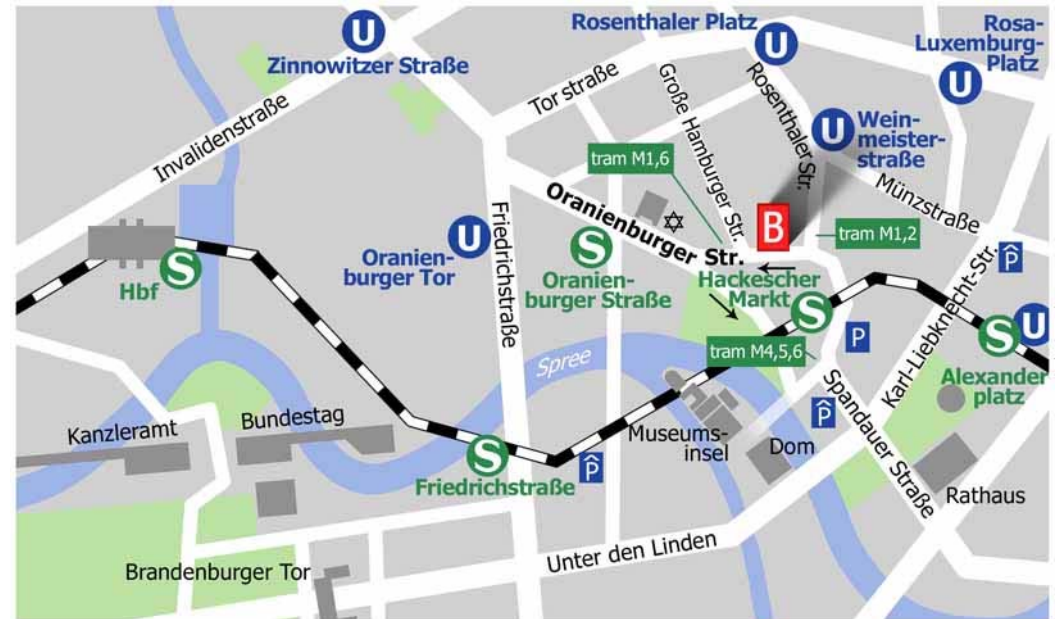 U
Zinnowitzer Straße
Rosenthaler Platz
U
Rosa-
Luxemburg-
Platz
U
Invalidenstraße
Torstraße
Große Hamburger Str.
Rosenthaler Str.
U
Wein-
meister-
straße
tram M1,6
Münzstraße
Oranienburger Str.
B
tram M1,2
Friedrichstraße
U
Oranien-
burger Tor
S
Oranien-
burger Straße
Hackescher
Markt
S
S
Hbf
Karl-Liebknecht-Str.
P
P
S
U
Alexander
platz
tram M4,5,6
Spree
Spandauer Straße
P
Kanzleramt
Bundestag
S
Friedrichstraße
P
Museums-
insel
Dom
Rathaus
Unter den Linden
Brandenburger Tor